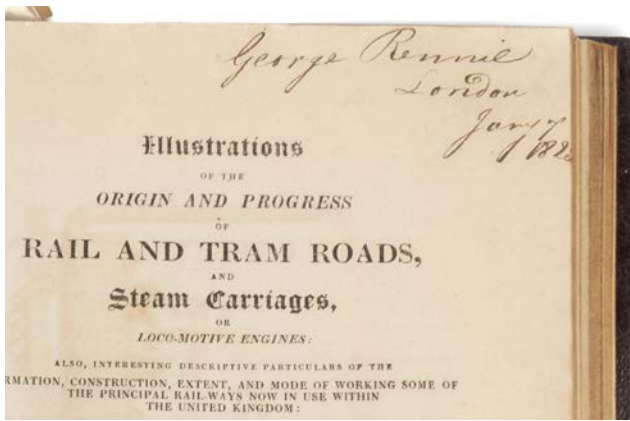 George Rennie
London
Jany 7
Illustrations
OF THE
ORIGIN AND PROGRESS
OF
RAIL AND TRAM ROADS,
AND
Steam Carriages,
OR
LOCO-MOTIVE ENGINES:
ALSO, INTERESTING DESCRIPTIVE PARTICULARS OF THE
RMATION, CONSTRUCTION, EXTENT, AND MODE OF WORKING SOME OF
THE PRINCIPAL RAIL-WAYS NOW IN USE WITHIN
THE UNITED KINGDOM: